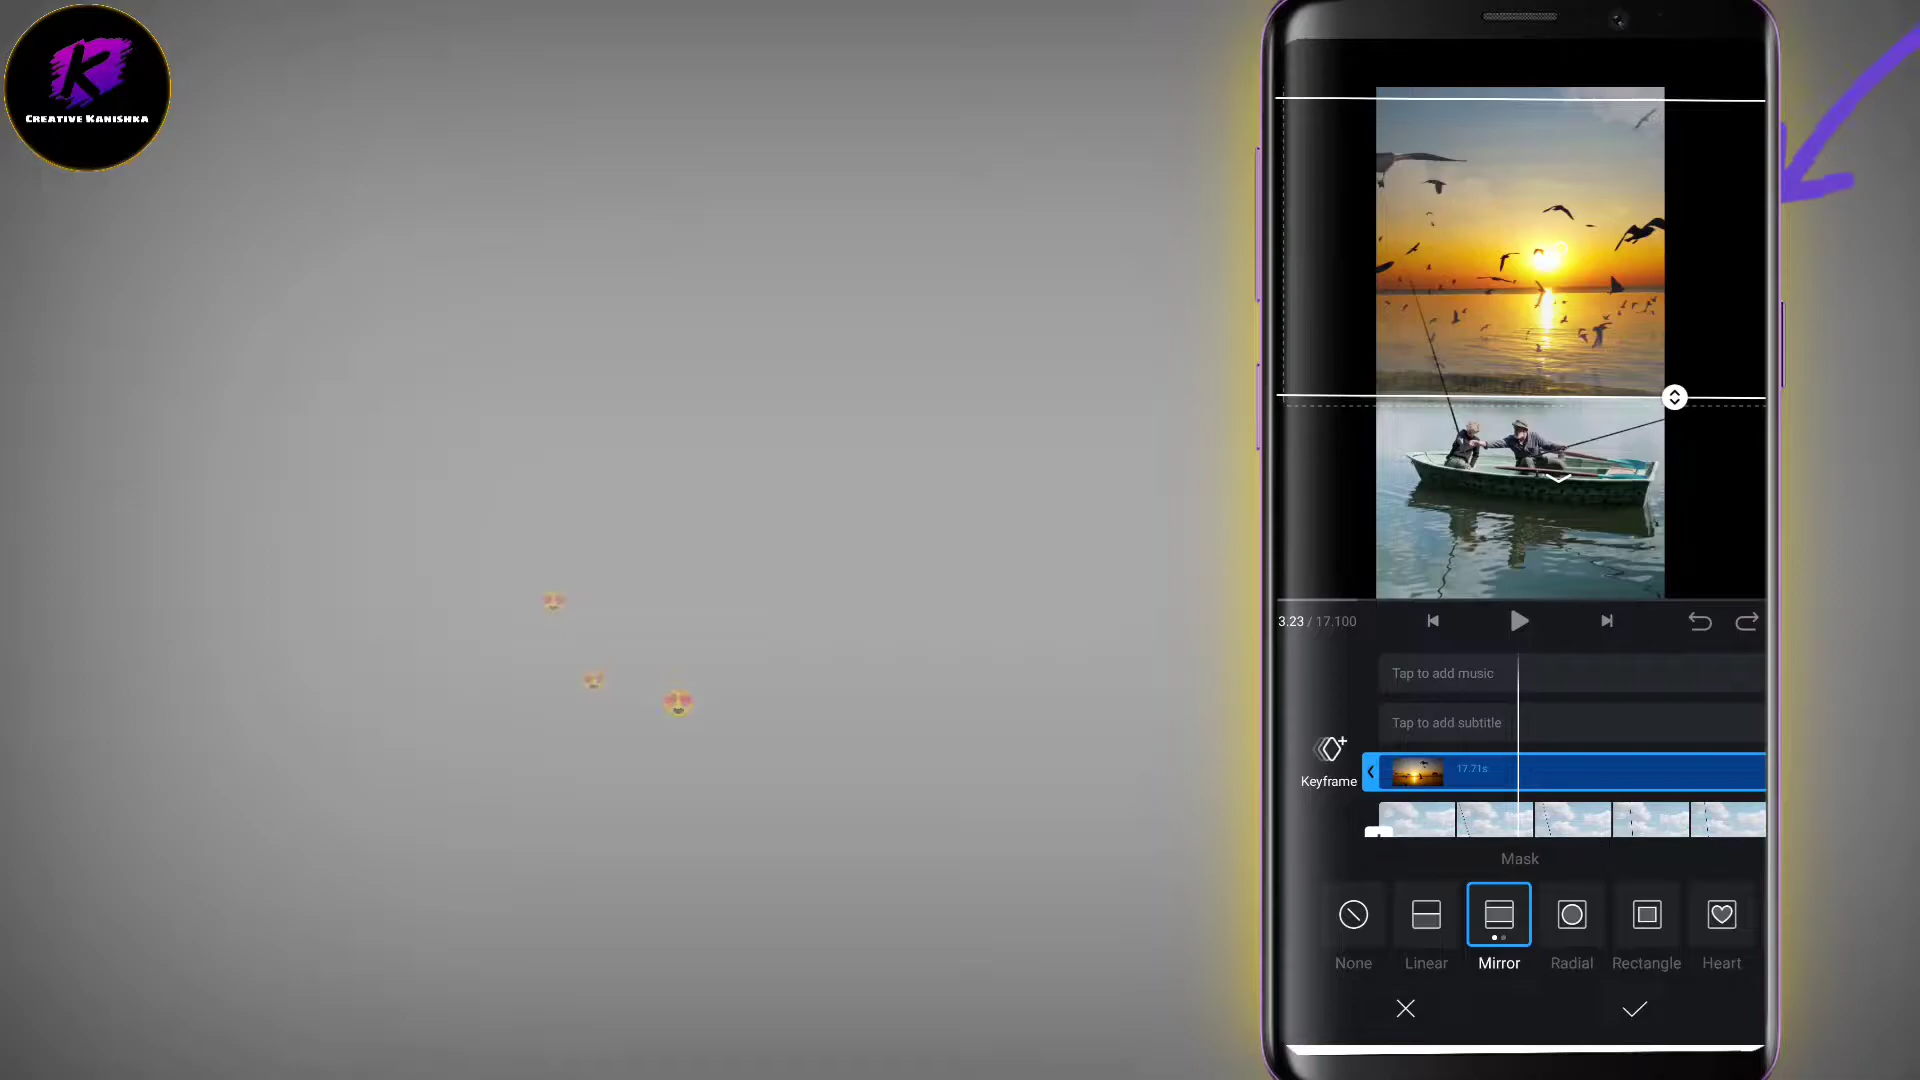 K
CREATIVE KANISHKA
3.23 / 17.100
Tap to add music
Tap to add subtitle
Keyframe
17.71s
Mask
None Linear Mirror Radial Rectangle Heart